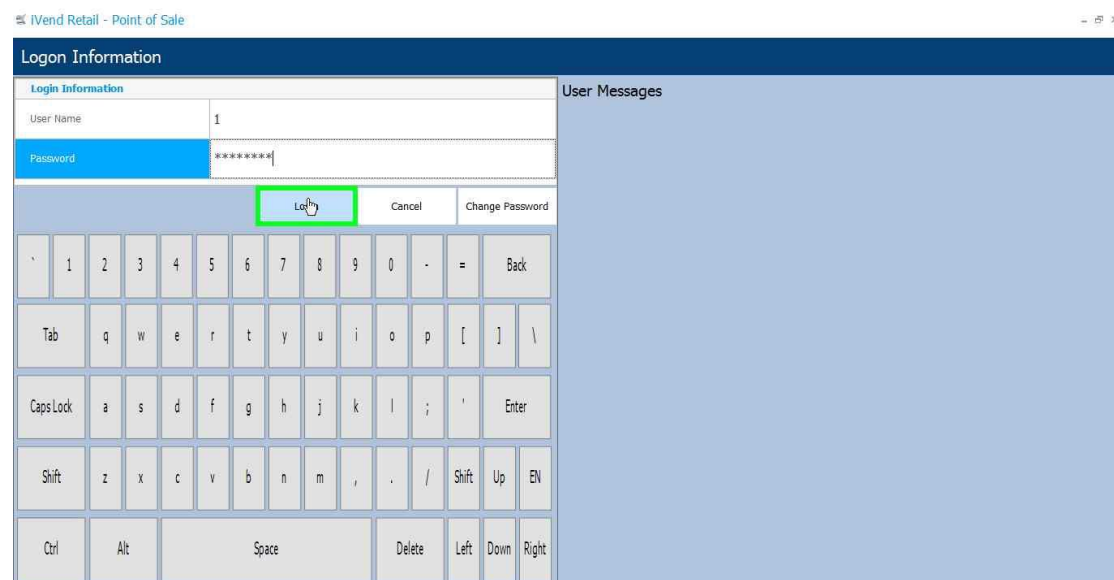 iVend Retail - Point of Sale
Logon Information
Login Information
User Messages
User Name 1
Password ********
Cancel Change Password
` 1 2 3 4 5 6 7 8 9 0 - = Back
Tab q w e r t y u i o p [ ] \
Caps Lock a s d f g h j k l ; ' Enter
Shift z x c v b n m , . / Shift Up EN
Ctrl Alt Space Delete Left Down Right